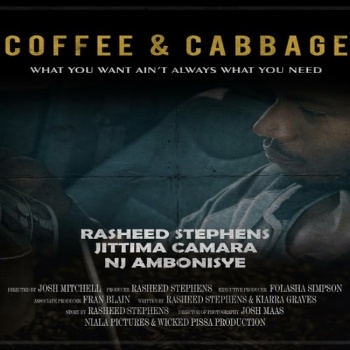 COFFEE & CABBAGE
WHAT YOU WANT AIN'T ALWAYS WHAT YOU NEED
RASHEED STEPHENS
JITTIMA CAMARA
NJ AMBONISYE
DIRECTED BY JOSH MITCHELL PRODUCER RASHEED STEPHENS EXECUTIVE PRODUCER FOLASHA SIMPSON
ASSOCIATE PRODUCER FRAN BLAIN WRITTEN BY RASHEED STEPHENS & KIARRA GRAVES
STORY BY RASHEED STEPHENS DIRECTOR OF PHOTOGRAPHY JOSH MAAS
NIALA PICTURES & WICKED PISSA PRODUCTION